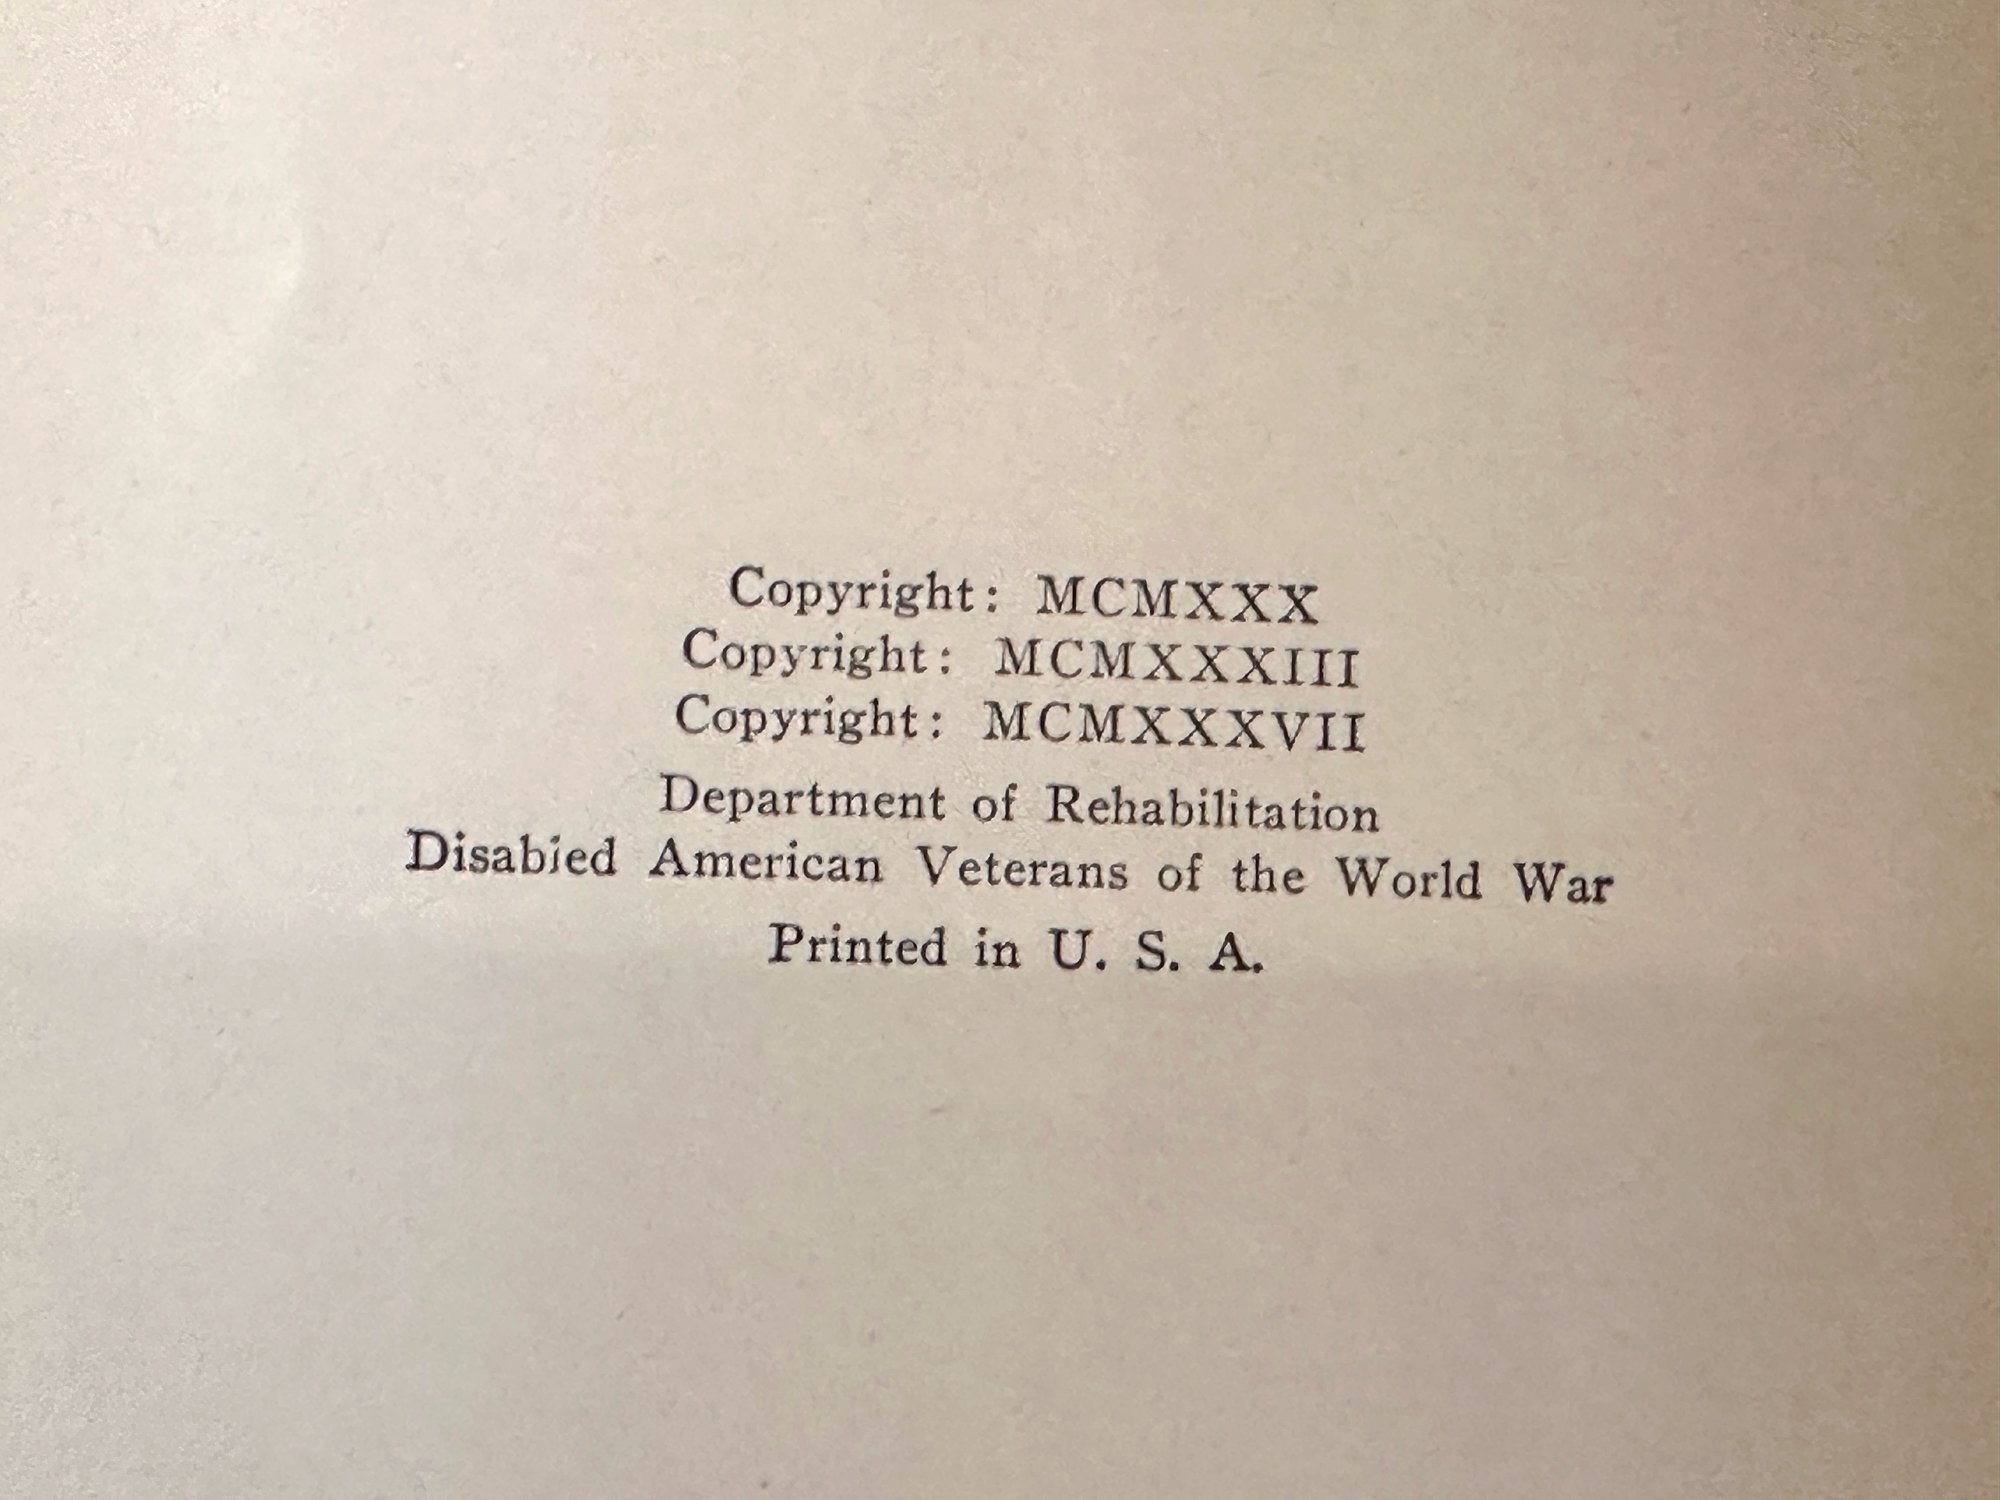 Copyright: MCMXXX
Copyright: MCMXXXIII
Copyright: MCMXXXVII
Department of Rehabilitation
Disabled American Veterans of the World War
Printed in U. S. A.